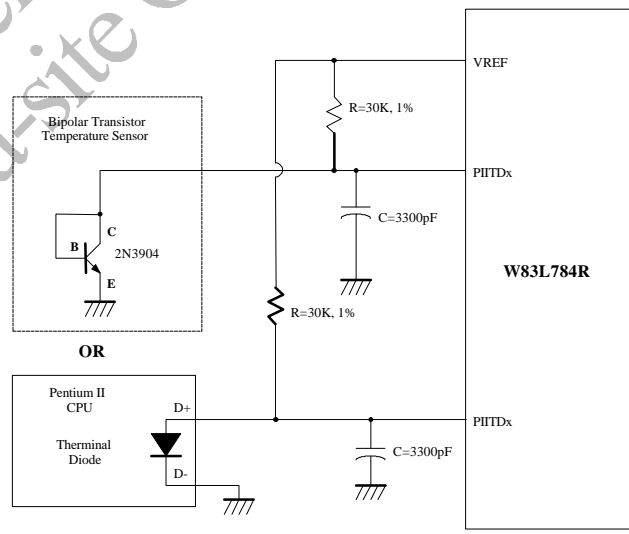 VREF
R=30K, 1%
Bipolar Transistor
Temperature Sensor
PIITDx
C
C=3300pF
B
2N3904
W83L784R
E
R=30K, 1%
OR
Pentium II
CPU
D+
PIITDx
Therminal
Diode
C=3300pF
D-